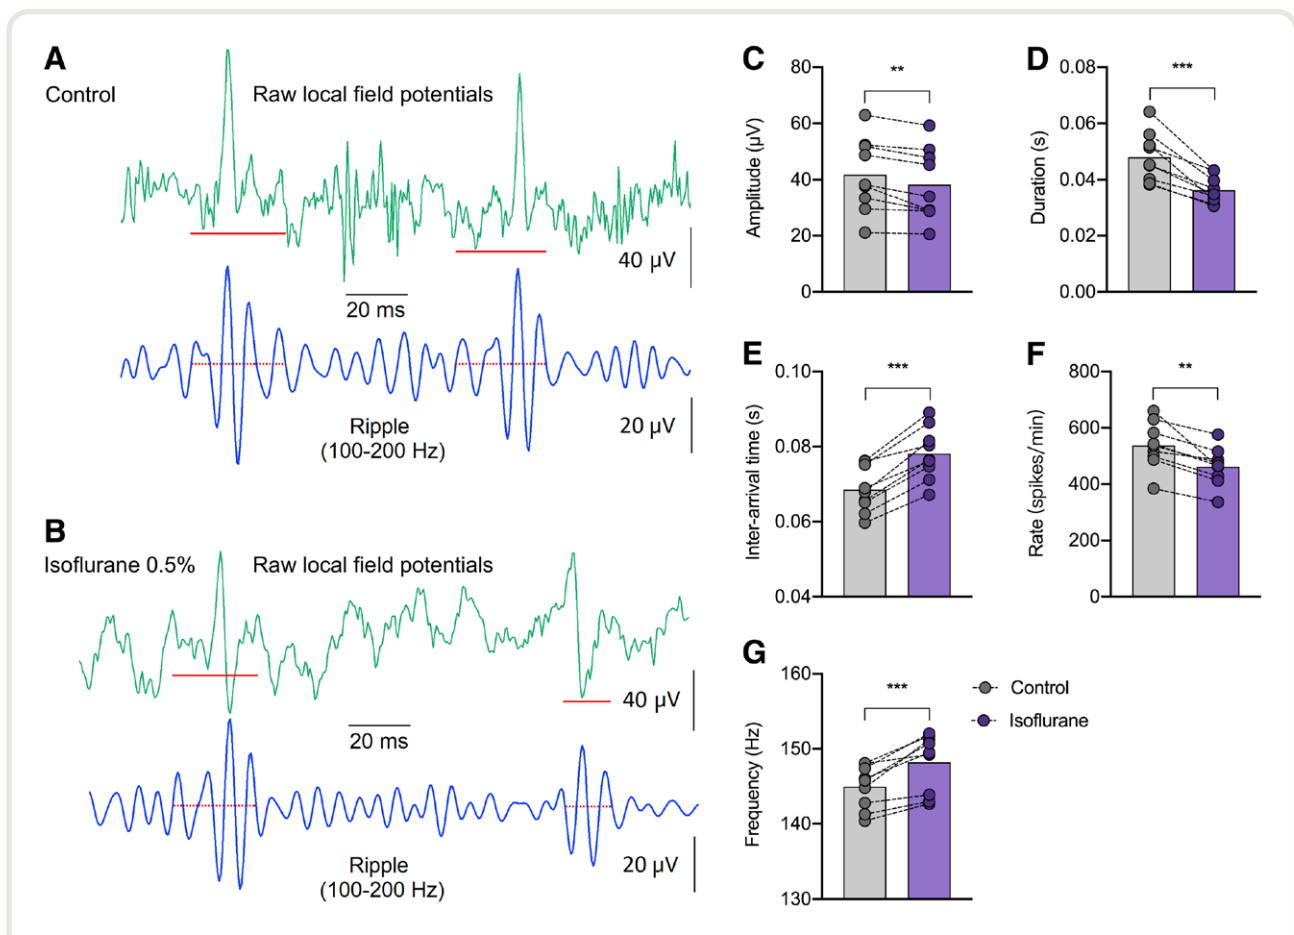 A
Control
Raw local field potentials
40 µV
20 ms
20 µV
Ripple
(100-200 Hz)
B
Isoflurane 0.5%
Raw local field potentials
40 µV
20 ms
20 µV
Ripple
(100-200 Hz)
C
**
Amplitude (µV)
80
60
40
20
0
D
***
Duration (s)
0.08
0.06
0.04
0.02
0.00
E
***
Inter-arrival time (s)
0.10
0.08
0.06
0.04
F
**
Rate (spikes/min)
800
600
400
200
0
G
***
Frequency (Hz)
160
150
140
130
Control
Isoflurane